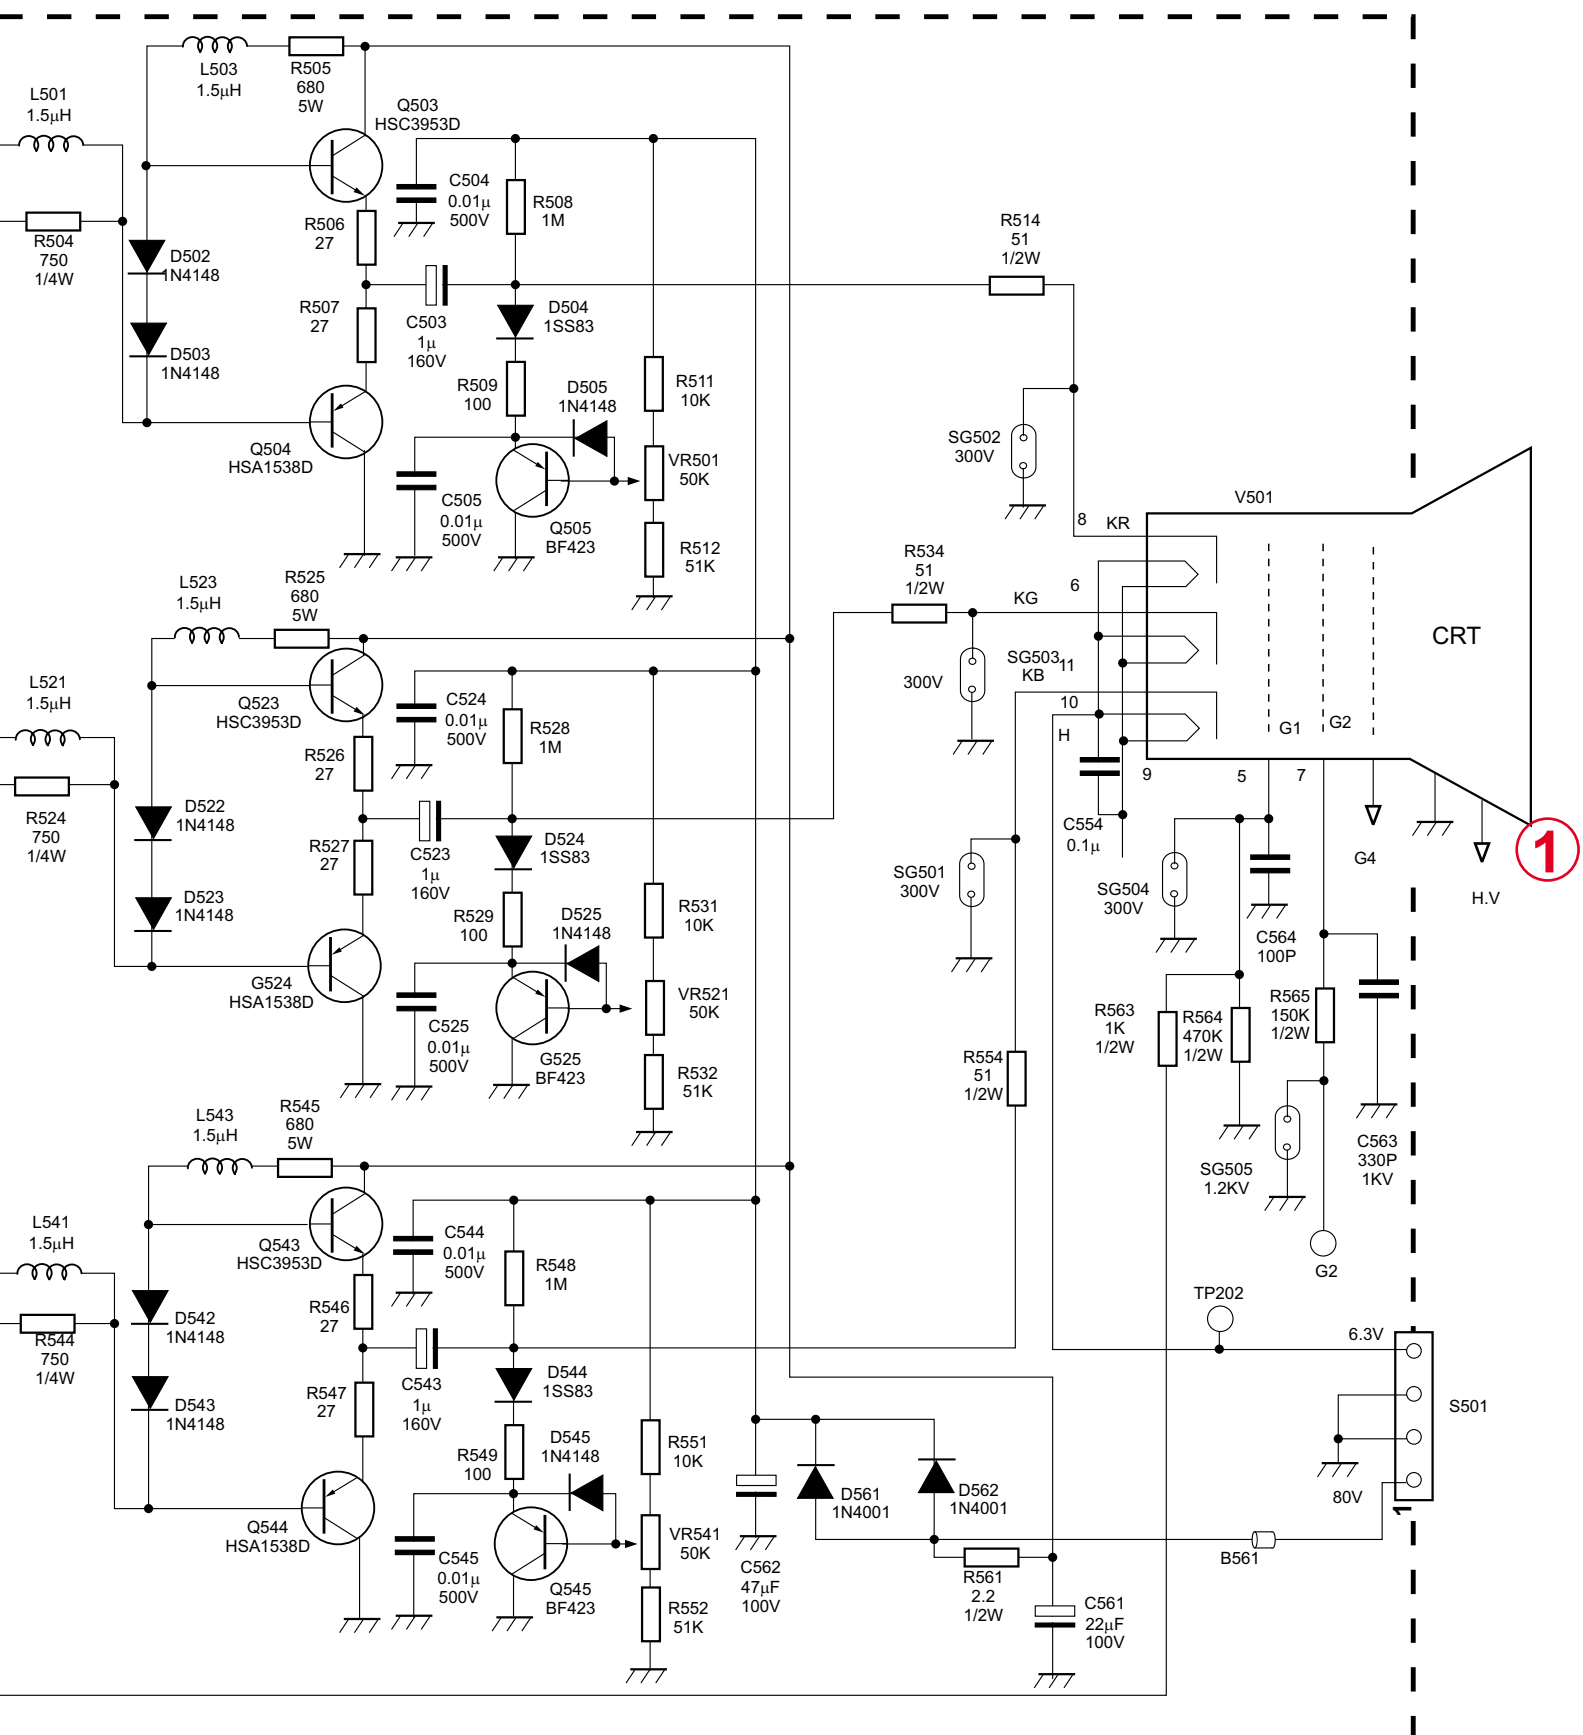 L503
1.5µH
R505
680
5W
L501
1.5µH
Q503
HSC3953D
C504
0.01µ
500V
R508
1M
R504
750
1/4W
D502
1N4148
R506
27
R514
51
1/2W
R507
27
C503
1µ
160V
D504
1SS83
D503
1N4148
R509
100
D505
1N4148
R511
10K
Q504
HSA1538D
SG502
300V
VR501
50K
C505
0.01µ
500V
Q505
BF423
R512
51K
V501
8
KR
R534
51
1/2W
6
KG
L523
1.5µH
R525
680
5W
CRT
SG503
11
KB
300V
10
H
G1
G2
L521
1.5µH
Q523
HSC3953D
C524
0.01µ
500V
R528
1M
R526
27
9
5
7
R524
750
1/4W
D522
1N4148
R527
27
C523
1µ
160V
D524
1SS83
C554
0.1µ
G4
1
H.V
SG501
300V
SG504
300V
D523
1N4148
R529
100
D525
1N4148
R531
10K
C564
100P
G524
HSA1538D
C525
0.01µ
500V
G525
BF423
VR521
50K
R532
51K
R563
1K
1/2W
R564
470K
1/2W
R565
150K
1/2W
R554
51
1/2W
L543
1.5µH
R545
680
5W
C563
330P
1KV
SG505
1.2KV
L541
1.5µH
Q543
HSC3953D
C544
0.01µ
500V
R548
1M
G2
TP202
R544
750
1/4W
D542
1N4148
R546
27
6.3V
D543
1N4148
R547
27
C543
1µ
160V
D544
1SS83
S501
R549
100
D545
1N4148
R551
10K
D561
1N4001
D562
1N4001
80V
1
Q544
HSA1538D
C545
0.01µ
500V
Q545
BF423
VR541
50K
R552
51K
C562
47µF
100V
R561
2.2
1/2W
B561
C561
22µF
100V